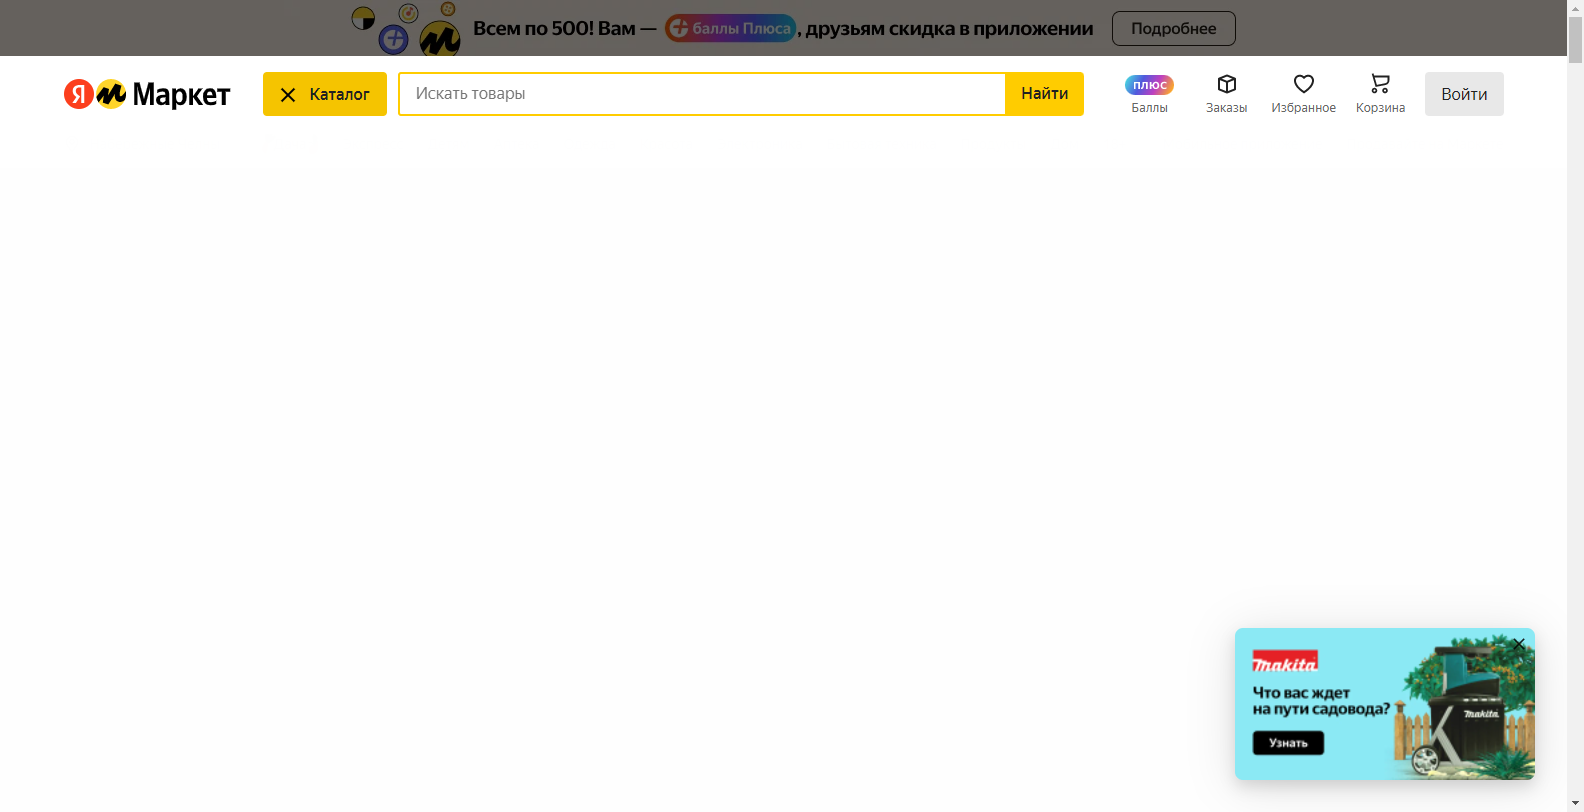 Всем по 500! Вам — баллы Плюса, друзьям скидка в приложении
Подробнее
Я Маркет
Каталог
Искать товары
Найти
плюс
Баллы
Заказы
Избранное
Корзина
Войти
makita
Что вас ждет
на пути садовода?
Узнать
makita